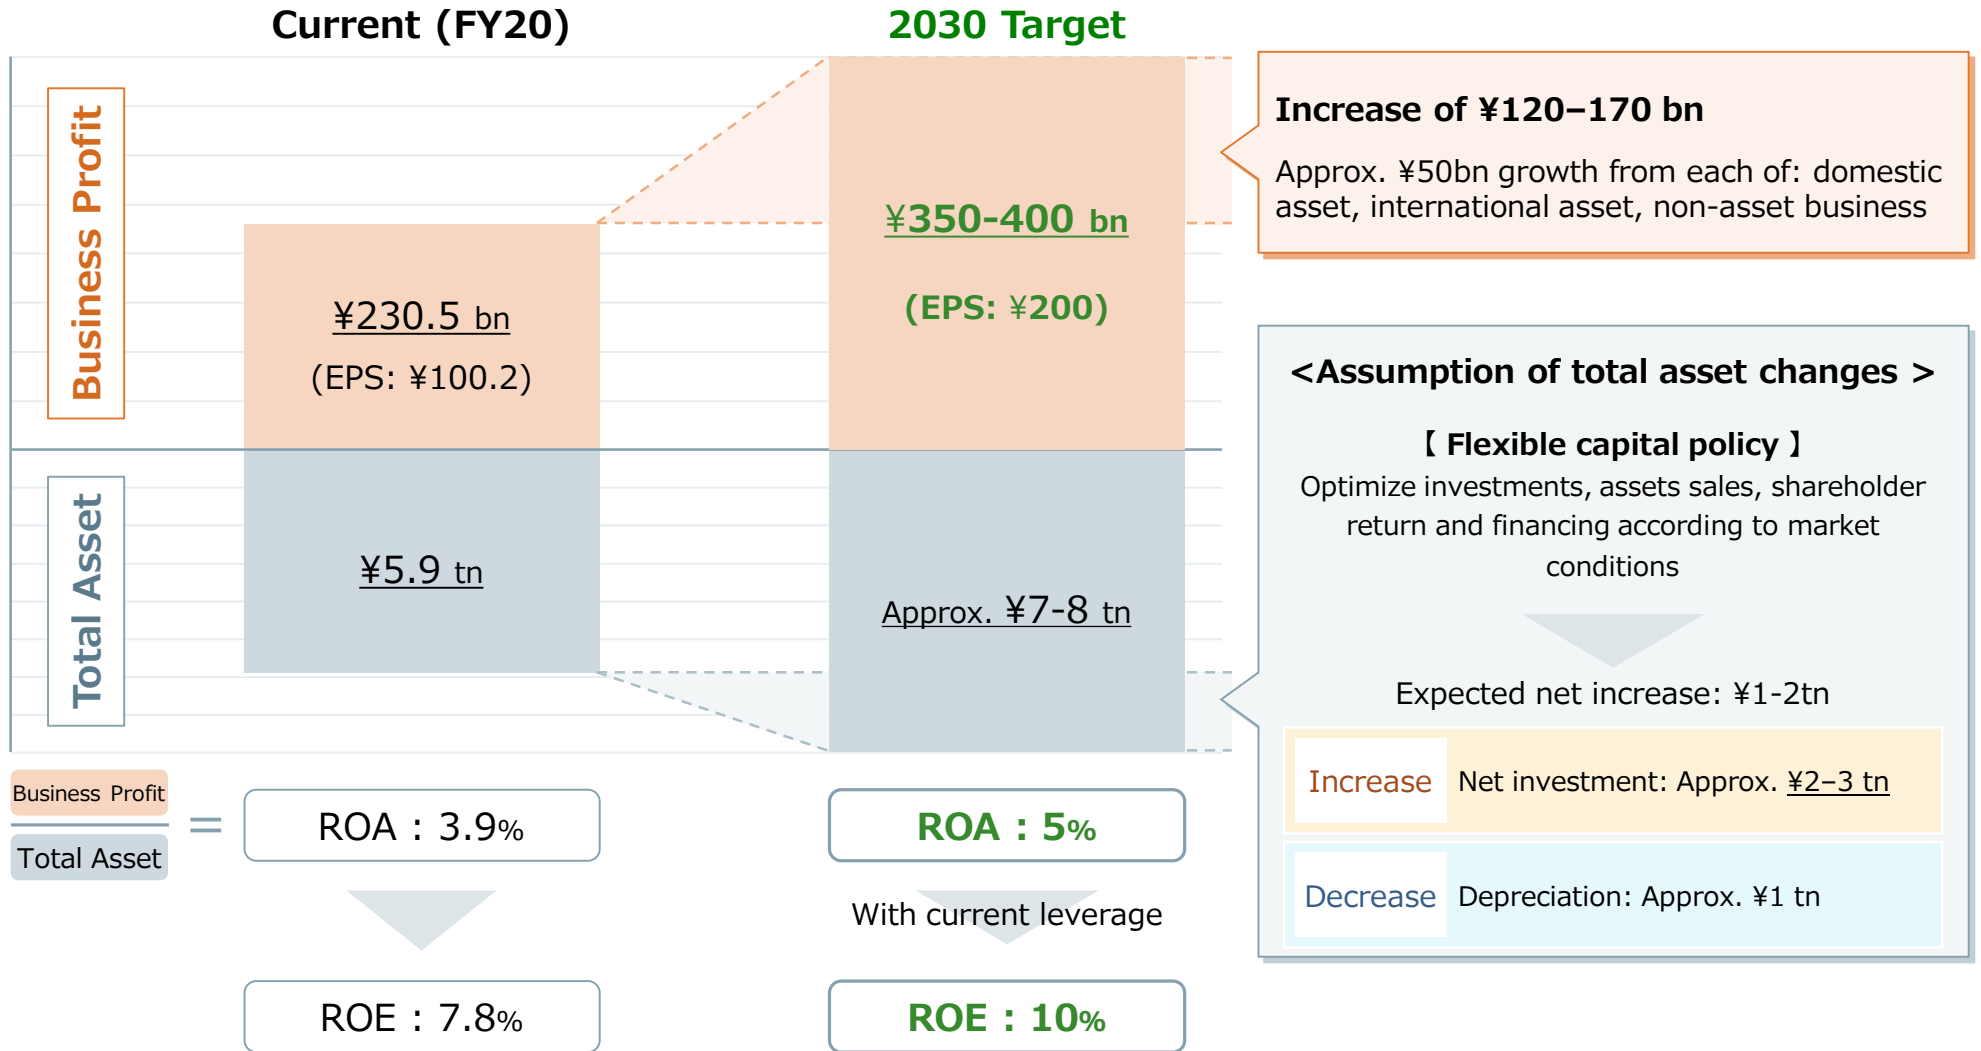 Current (FY20)
2030 Target
Business Profit
¥230.5 bn
(EPS: ¥100.2)
¥350-400 bn
(EPS: ¥200)
Increase of ¥120–170 bn
Approx. ¥50bn growth from each of: domestic
asset, international asset, non-asset business
Total Asset
¥5.9 tn
Approx. ¥7-8 tn
<Assumption of total asset changes >
【 Flexible capital policy 】
Optimize investments, assets sales, shareholder
return and financing according to market
conditions
Expected net increase: ¥1-2tn
Increase
Net investment: Approx. ¥2–3 tn
Decrease
Depreciation: Approx. ¥1 tn
Business Profit
Total Asset
=
ROA : 3.9%
ROA : 5%
With current leverage
ROE : 7.8%
ROE : 10%